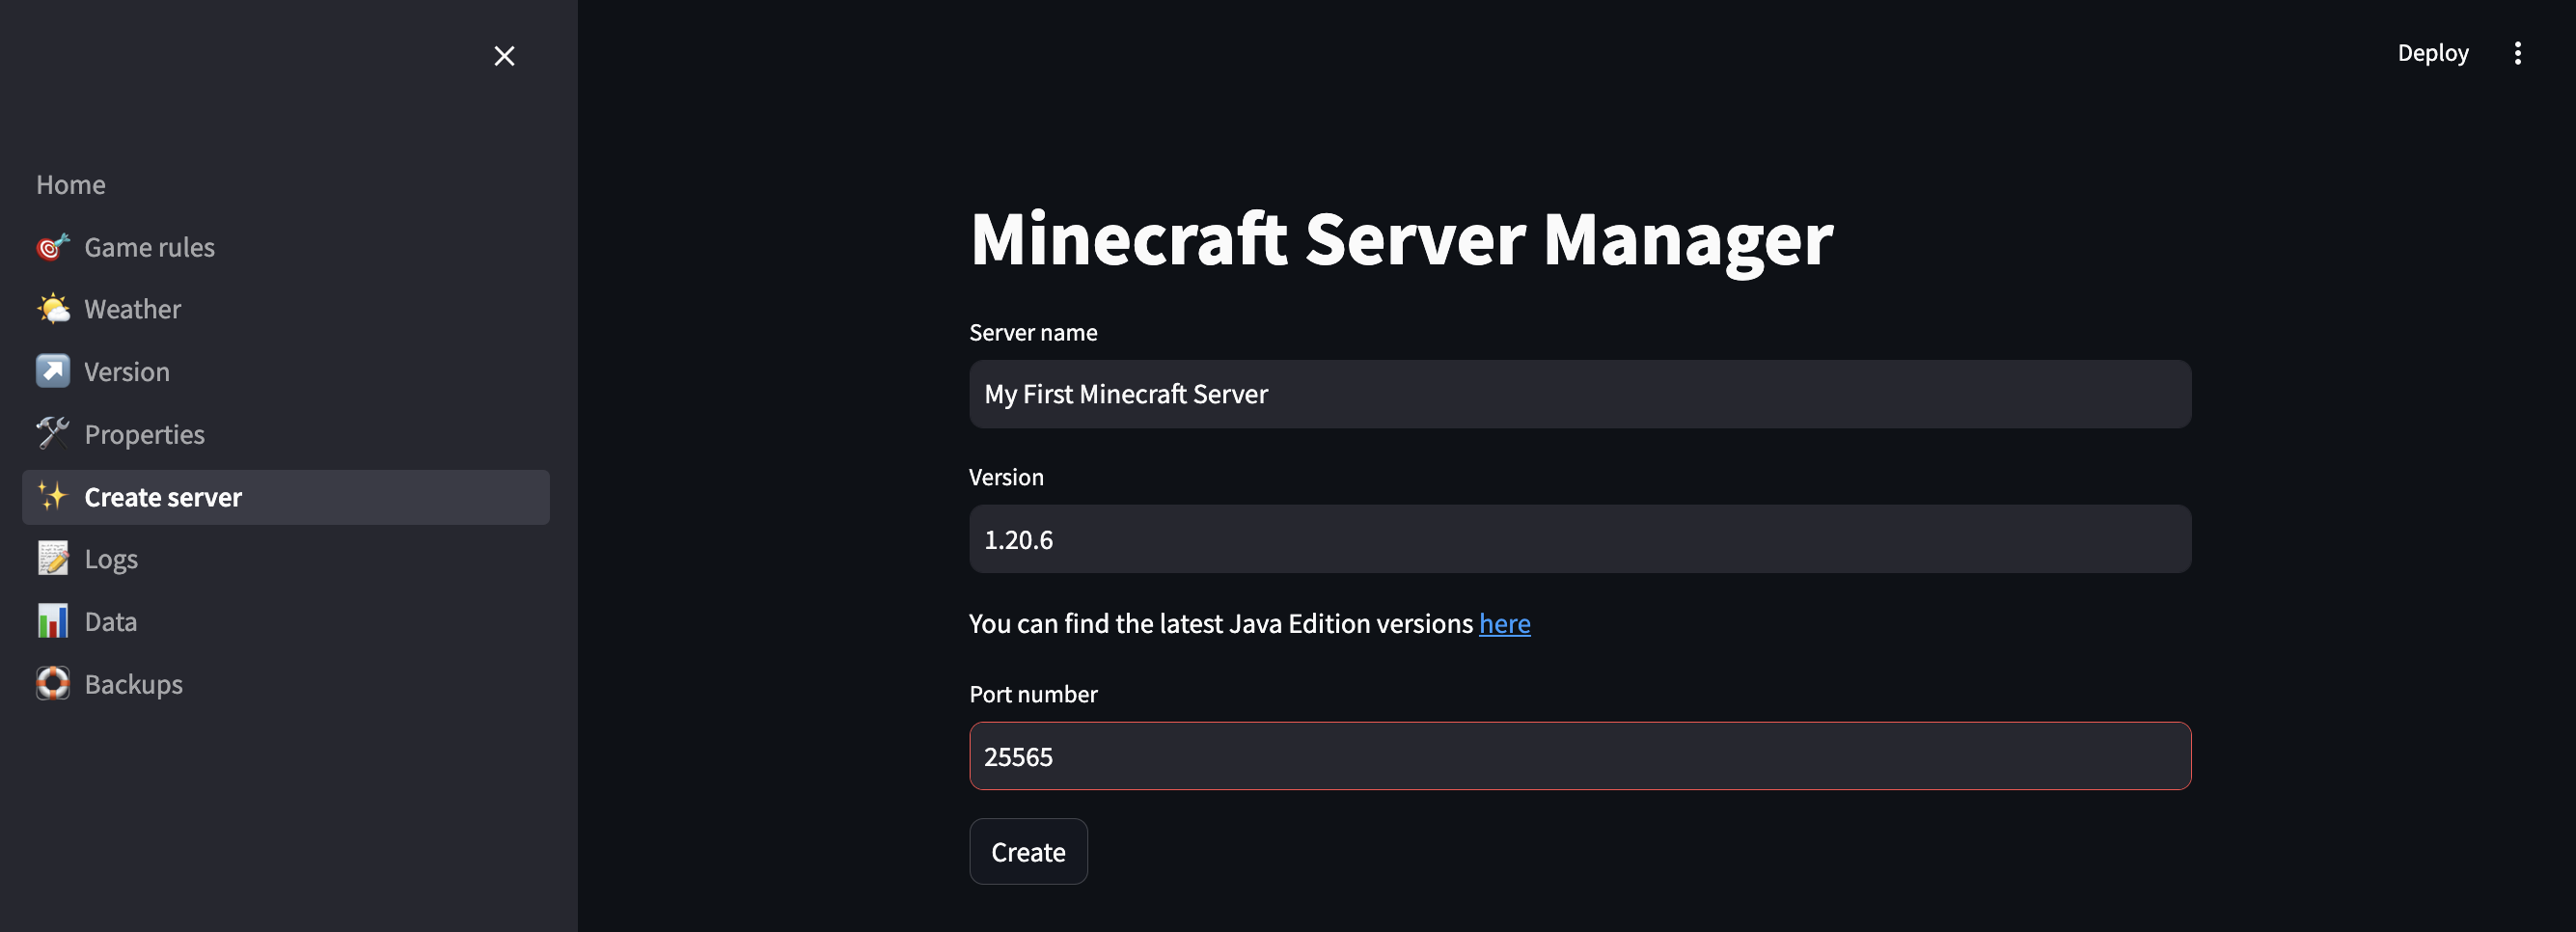 Deploy
Home
Game rules
Weather
Version
Properties
Create server
Logs
Data
Backups
Minecraft Server Manager
Server name
My First Minecraft Server
Version
1.20.6
You can find the latest Java Edition versions here
Port number
25565
Create